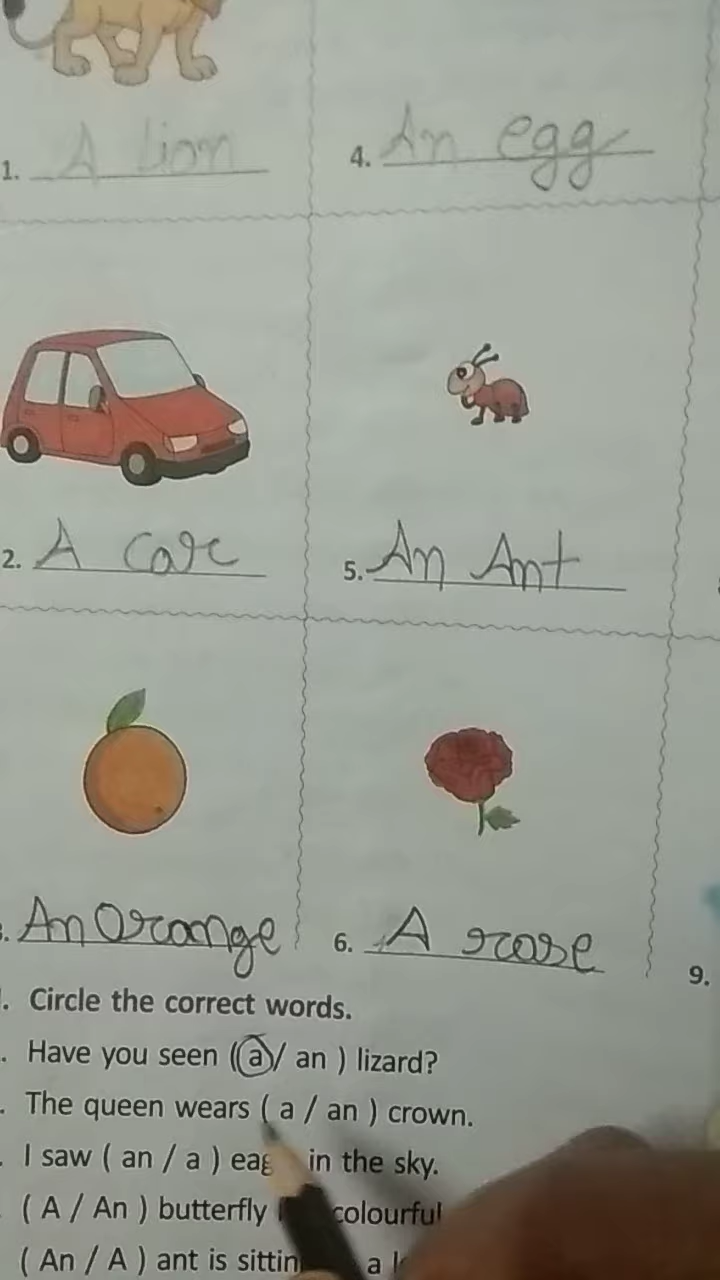 1. A lion
4. An egg
2. A car
5. An Ant
. An Orange
6. A rose
9.
. Circle the correct words.
. Have you seen ( a / an ) lizard?
. The queen wears ( a / an ) crown.
. I saw ( an / a ) in the sky.
( A / An ) butterfly colourful
( An / A ) ant is a